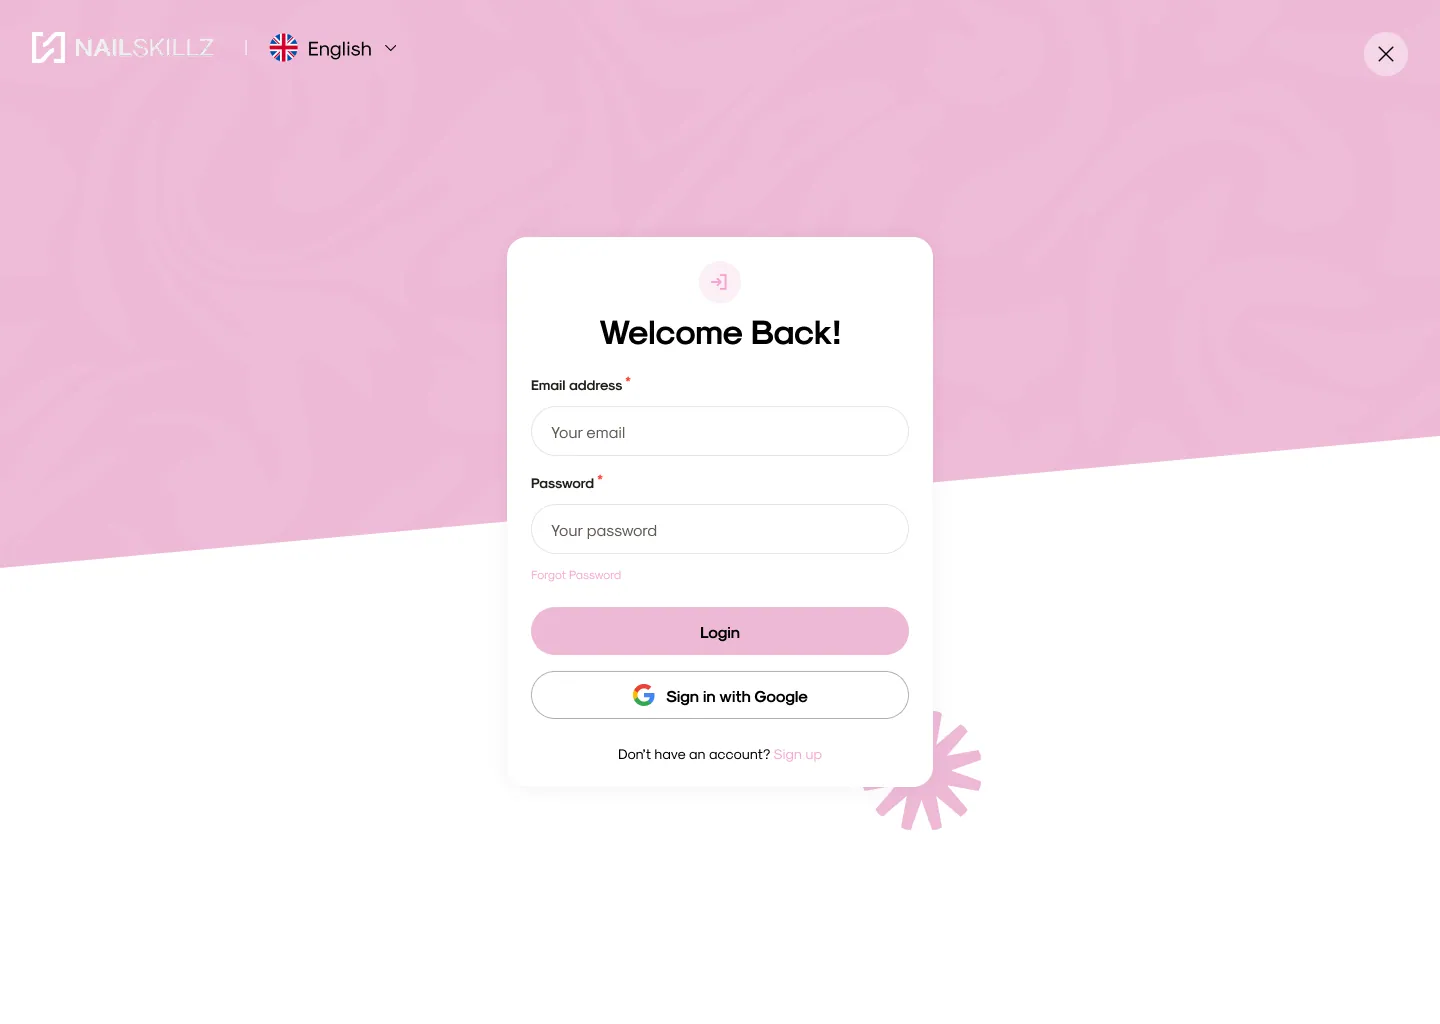 NAILSKILLZ
English
Welcome Back!
Email address *
Your email
Password *
Your password
Forgot Password
Login
Sign in with Google
Don't have an account? Sign up